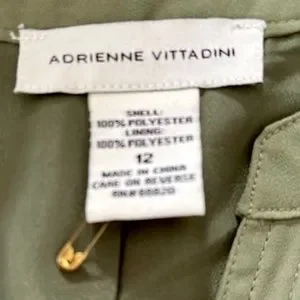 ADRIENNE VITTADINI
SHELL:
100% POLYESTER
LINING:
100% POLYESTER
12
MADE IN CHINA
CARE ON REVERSE